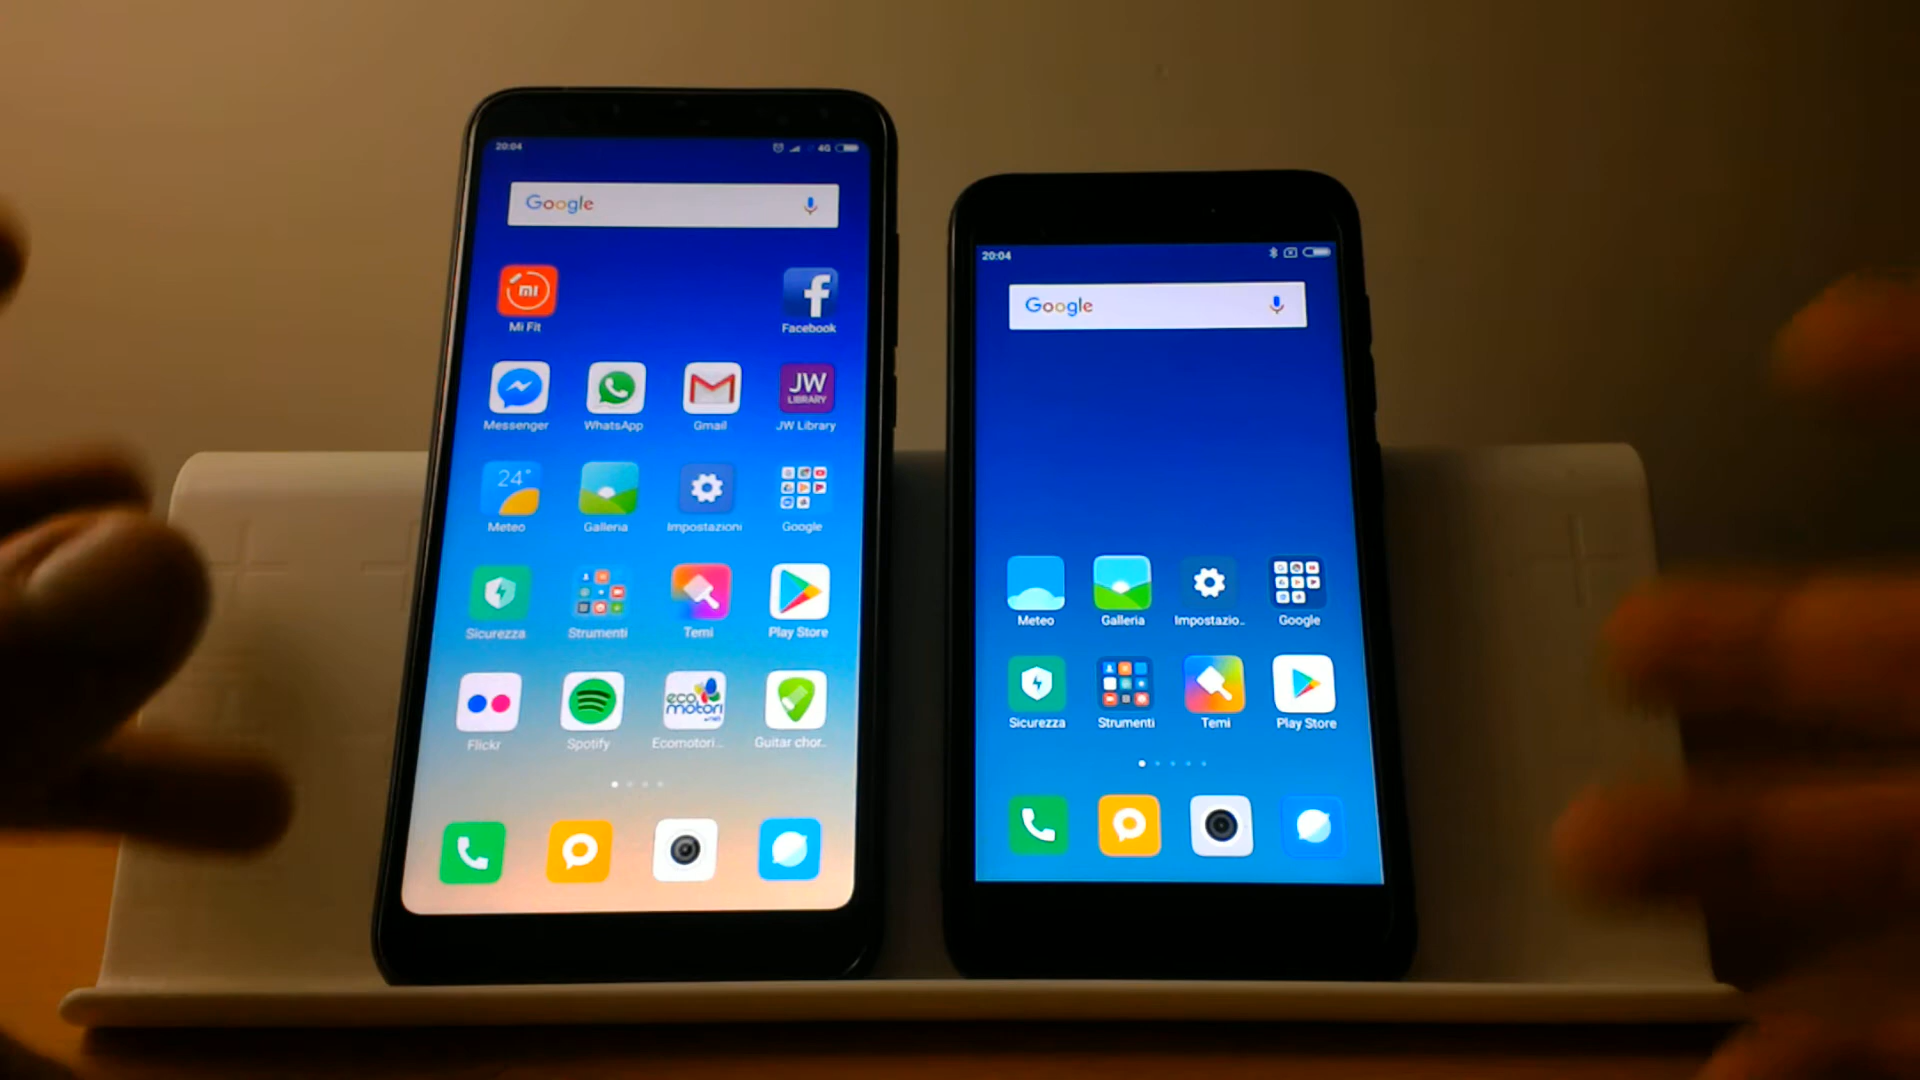 20:04
4G
Google
mi
Mi Fit
Facebook
JW
LIBRARY
Messenger
WhatsApp
Gmail
JW Library
24°
Meteo
Galleria
Impostazioni
Google
Sicurezza
Strumenti
Temi
Play Store
eco
motori
Flickr
Spotify
Ecomotori...
Guitar chor..
20:04
Google
Meteo
Galleria
Impostazio..
Google
Sicurezza
Strumenti
Temi
Play Store